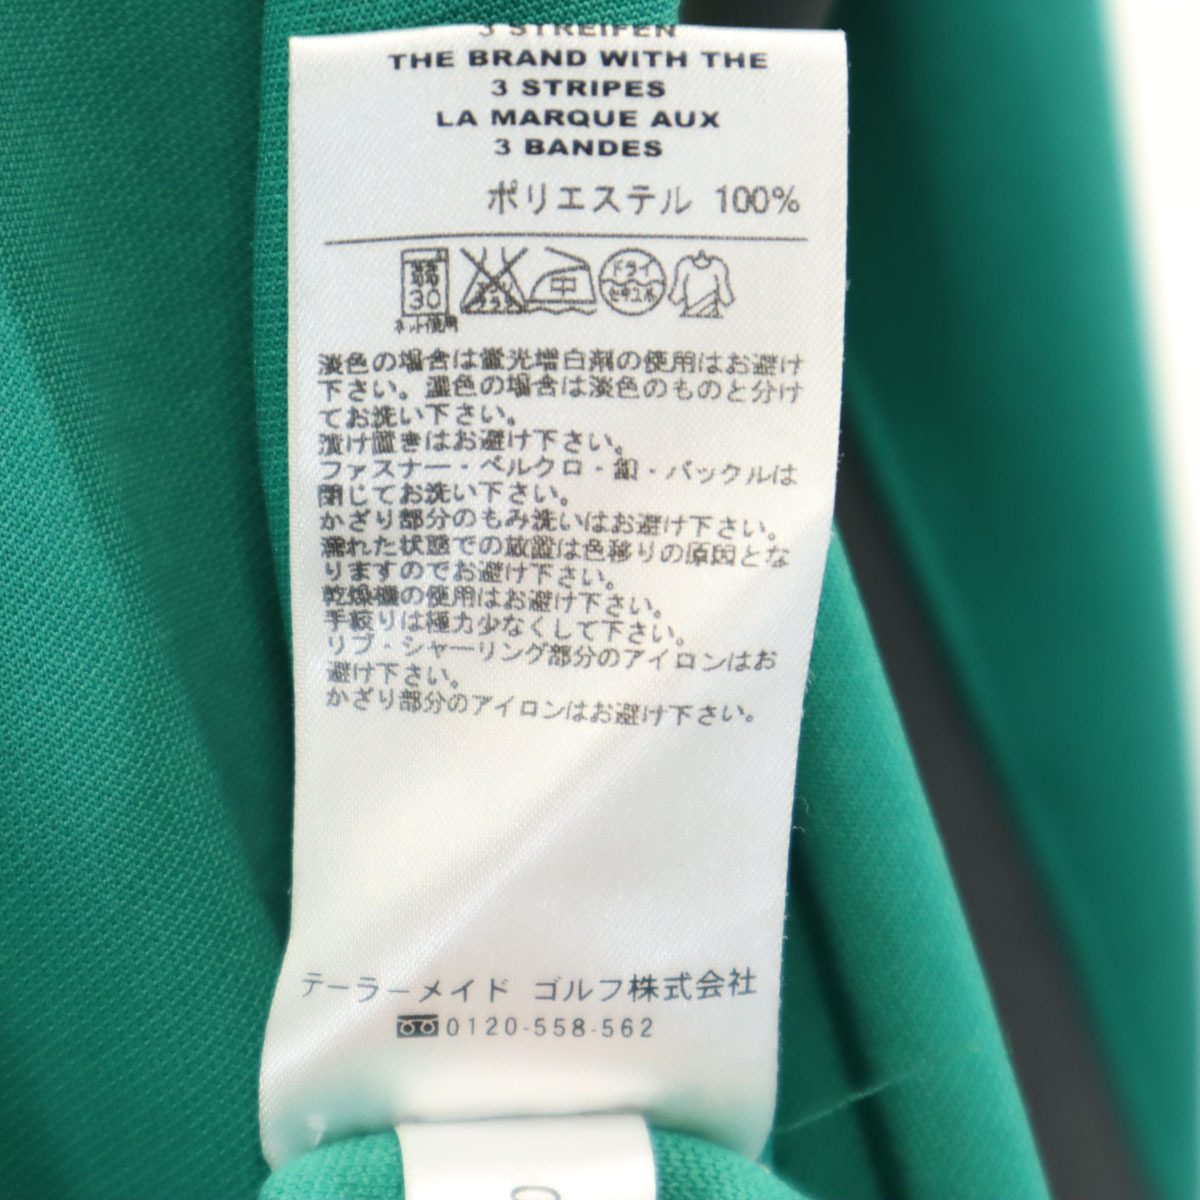 3 STREIFEN
THE BRAND WITH THE
3 STRIPES
LA MARQUE AUX
3 BANDES
ポリエステル 100%
30 中 ドライ
ネット使用 セキユ系
淡色の場合は蛍光増白剤の使用はお避け
下さい。濃色の場合は淡色のものと分け
てお洗い下さい。
漬け置きはお避け下さい。
ファスナー・ベルクロ・釦・バックルは
閉じてお洗い下さい。
かざり部分のもみ洗いはお避け下さい。
濡れた状態での放置は色移りの原因とな
りますのでお避け下さい。
乾燥機の使用はお避け下さい。
手絞りは極力少なくして下さい。
リブ・シャーリング部分のアイロンはお
避け下さい。
かざり部分のアイロンはお避け下さい。
テーラーメイド ゴルフ株式会社
0120-558-562
0